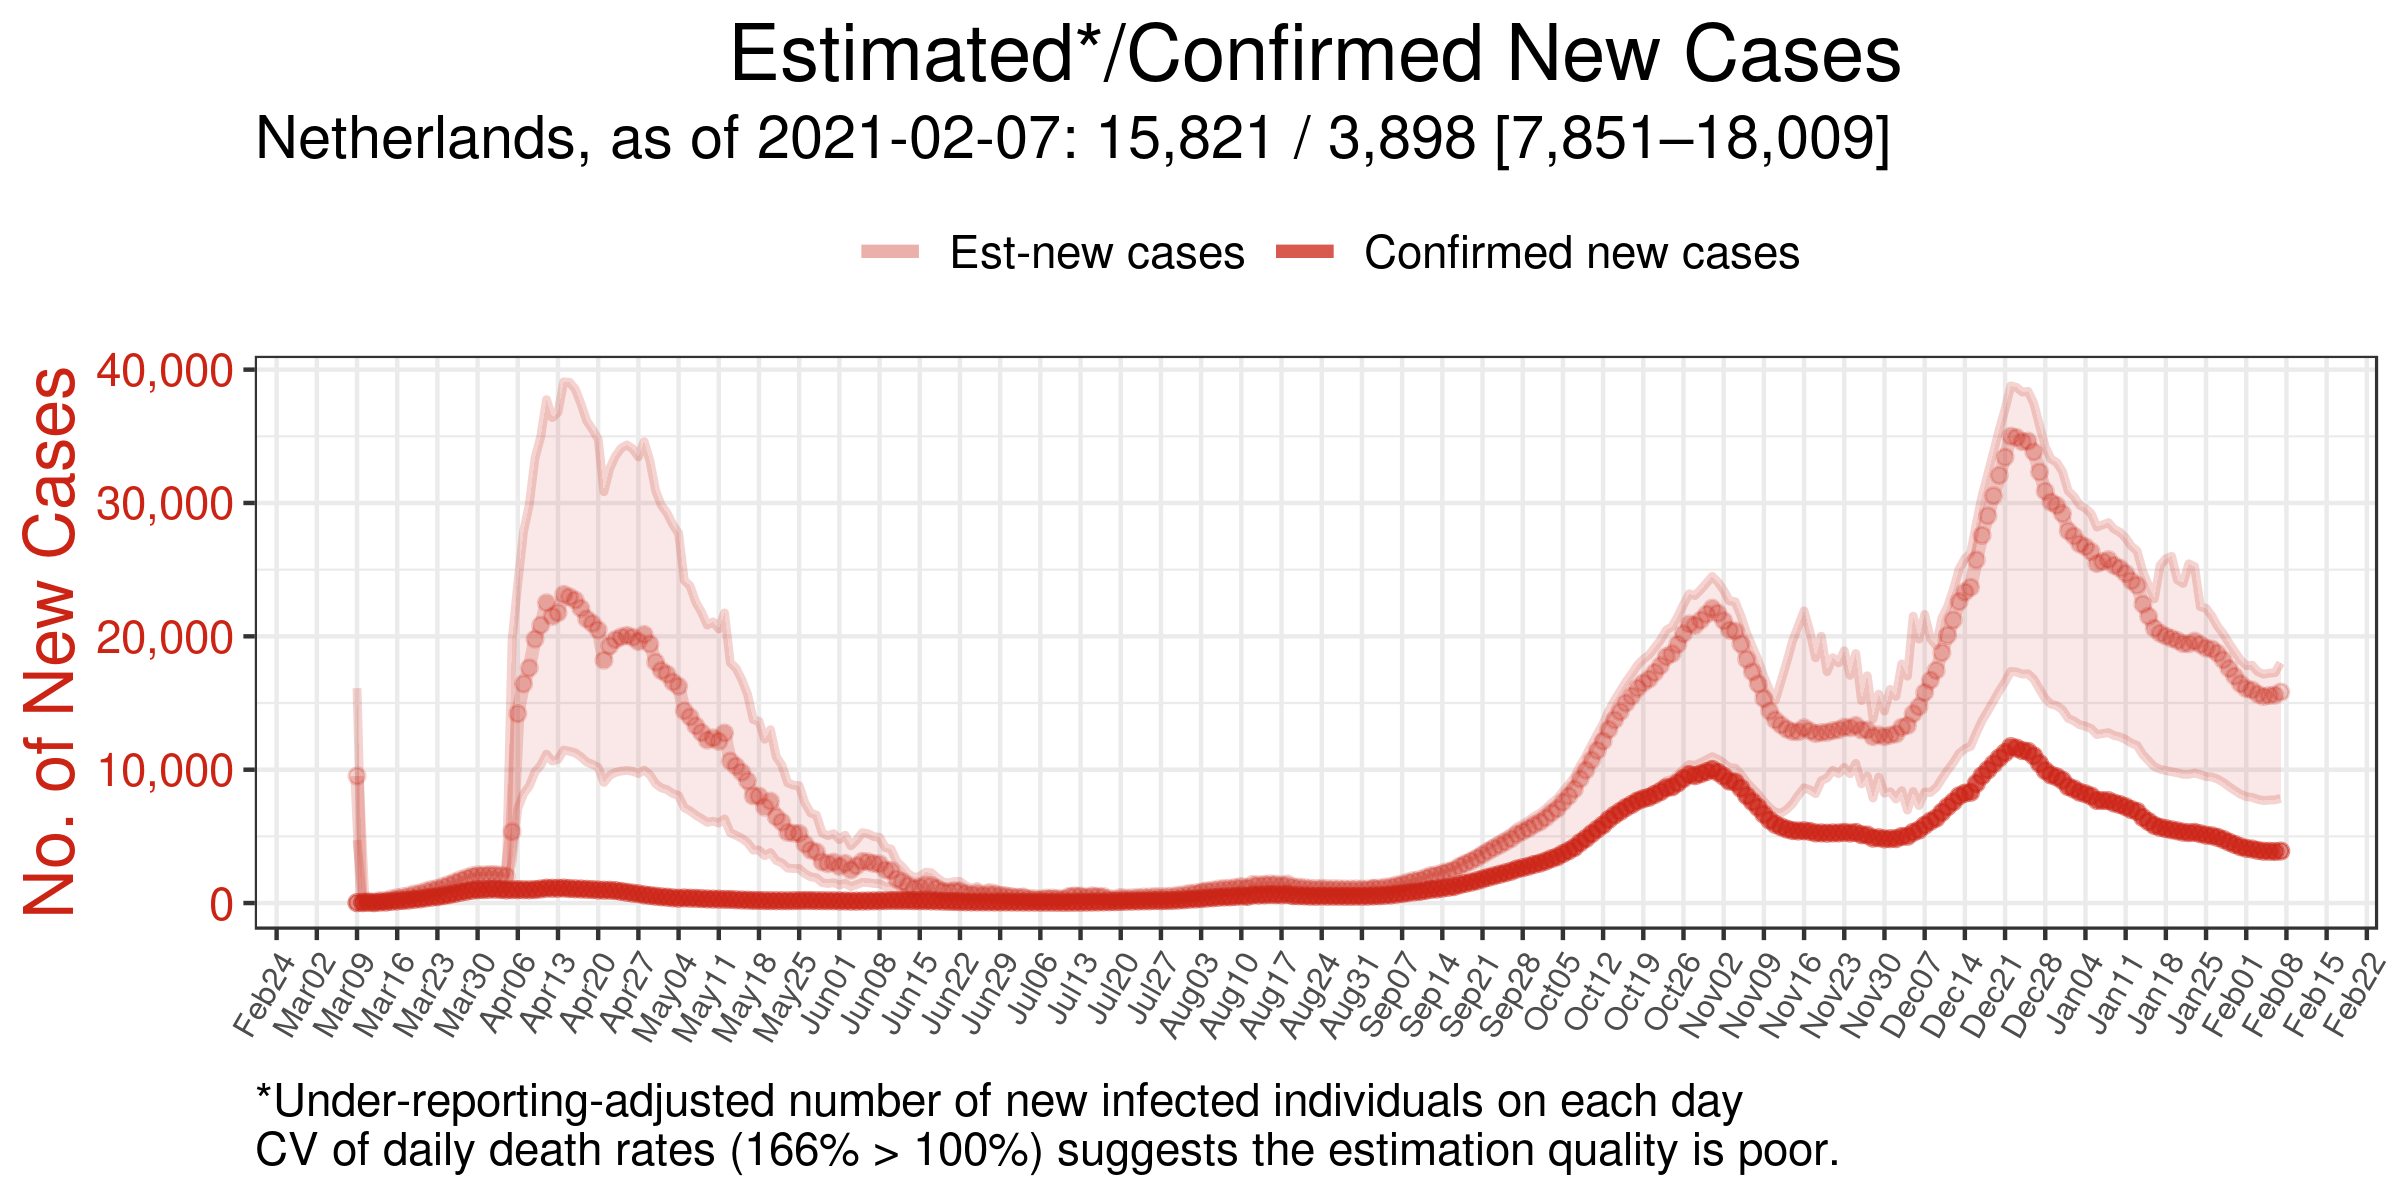 Estimated*/Confirmed New Cases
Netherlands, as of 2021-02-07: 15,821 / 3,898 [7,851–18,009]
Est-new cases Confirmed new cases
No. of New Cases
40,000
30,000
20,000
10,000
0
Feb24 Mar02 Mar09 Mar16 Mar23 Mar30 Apr06 Apr13 Apr20 Apr27 May04 May11 May18 May25 Jun01 Jun08 Jun15 Jun22 Jun29 Jul06 Jul13 Jul20 Jul27 Aug03 Aug10 Aug17 Aug24 Aug31 Sep07 Sep14 Sep21 Sep28 Oct05 Oct12 Oct19 Oct26 Nov02 Nov09 Nov16 Nov23 Nov30 Dec07 Dec14 Dec21 Dec28 Jan04 Jan11 Jan18 Jan25 Feb01 Feb08 Feb15 Feb22
*Under-reporting-adjusted number of new infected individuals on each day
CV of daily death rates (166% > 100%) suggests the estimation quality is poor.